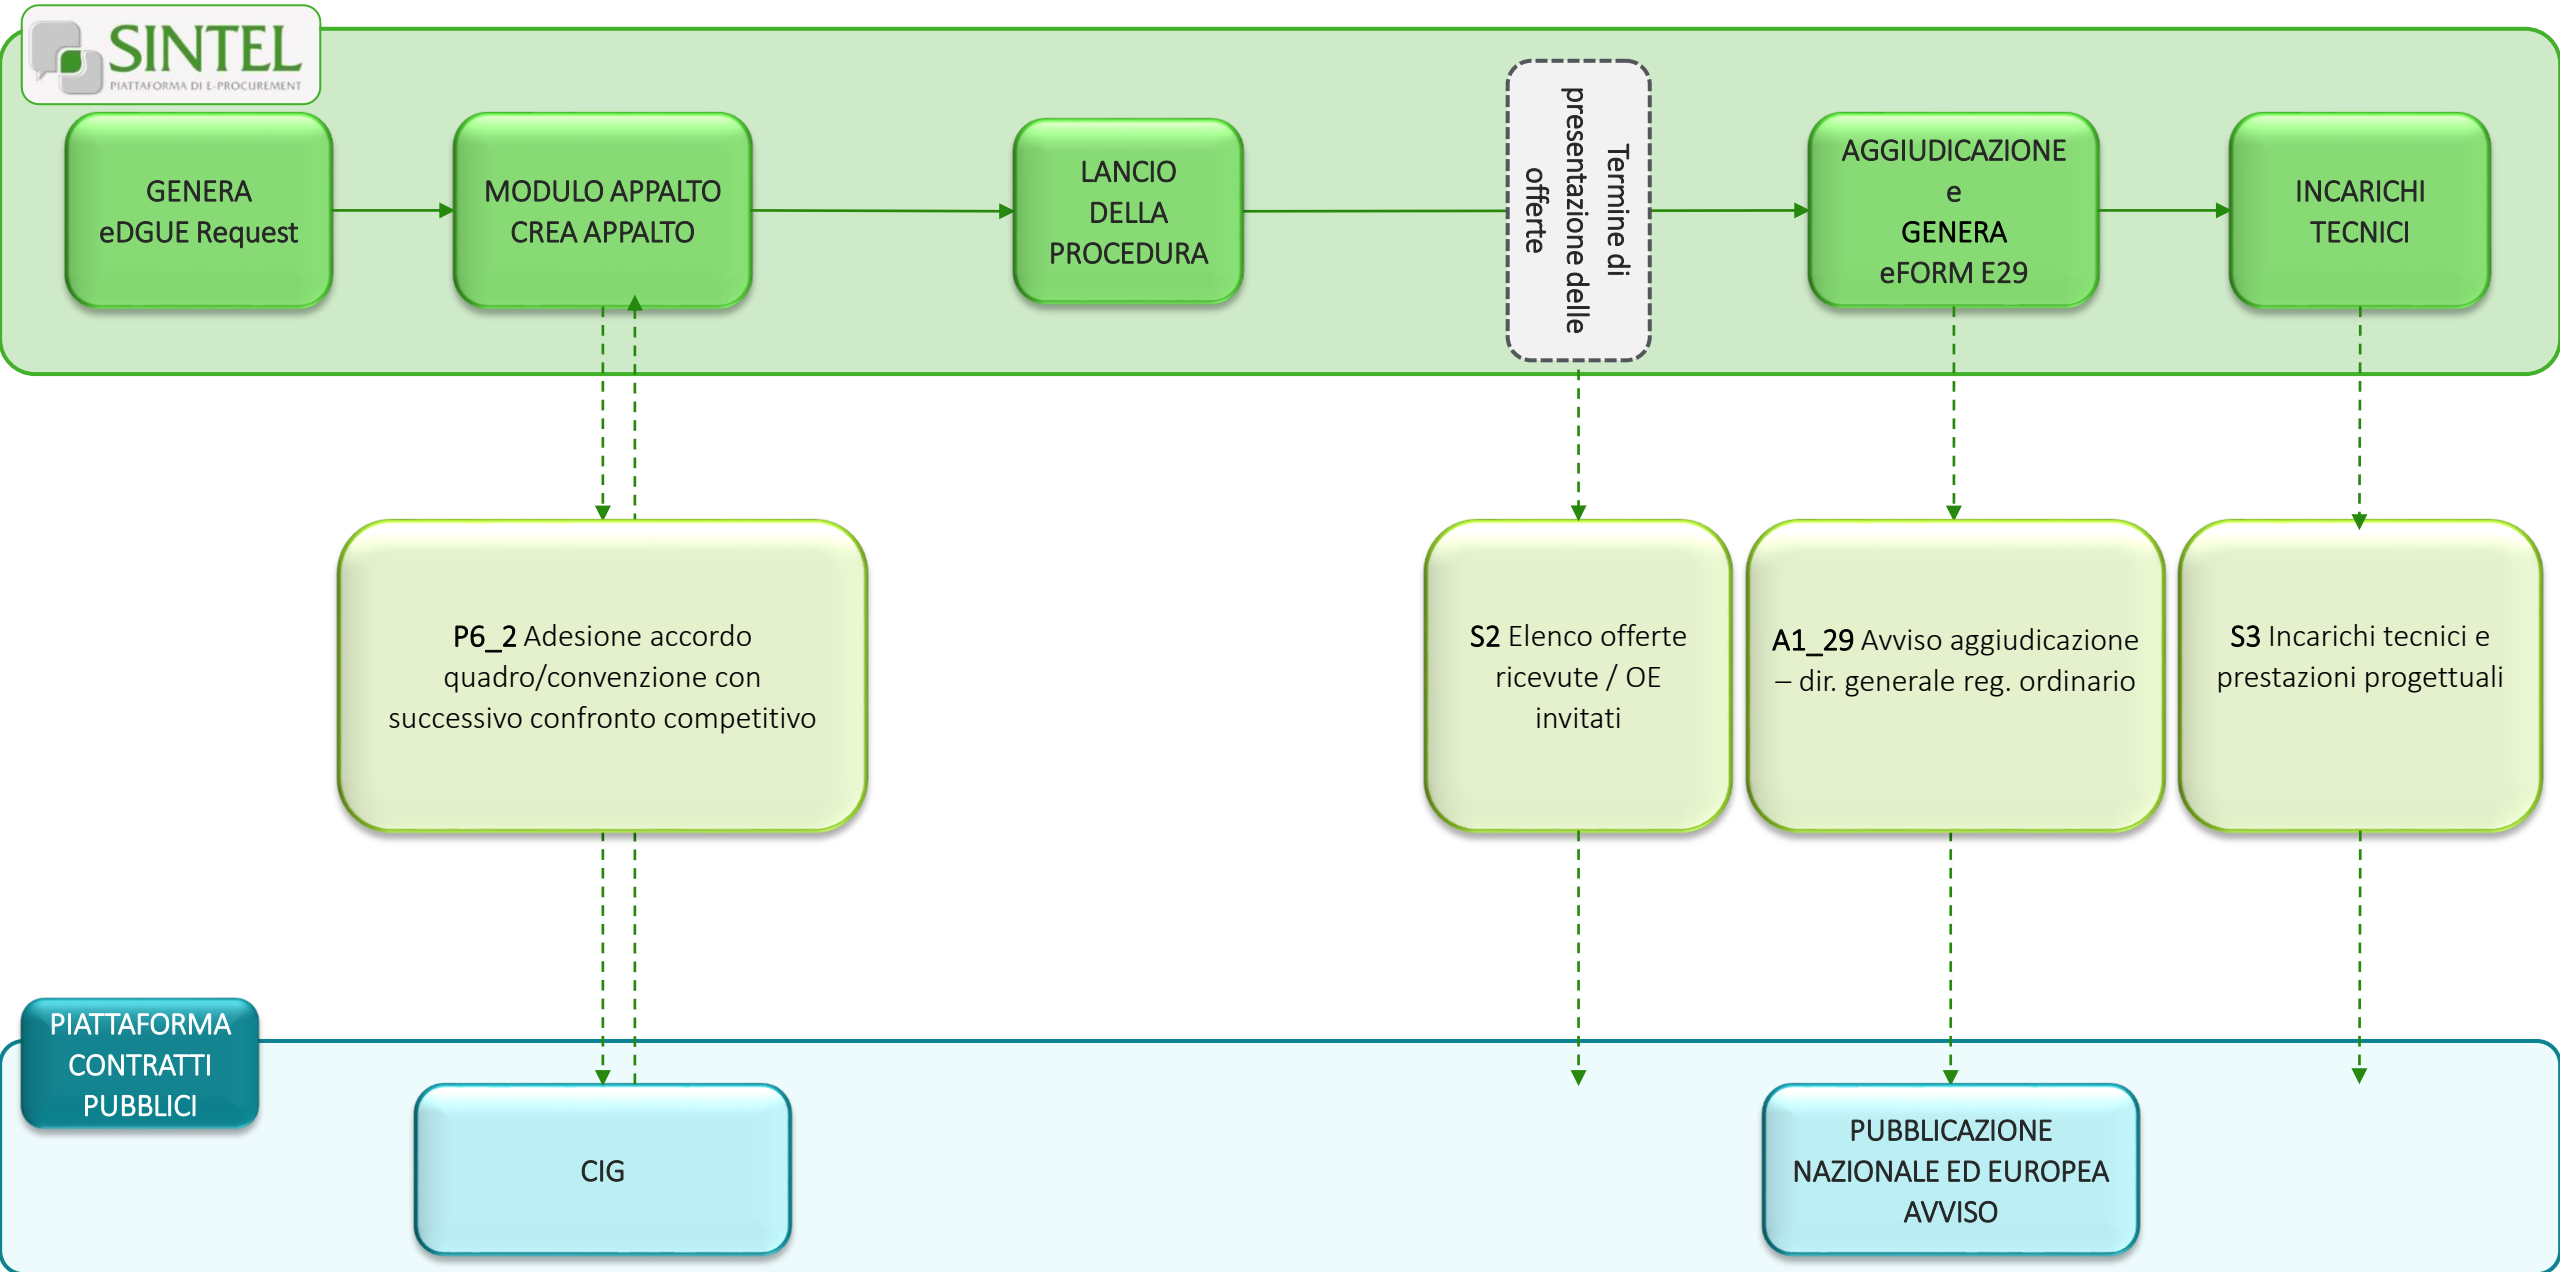 SINTEL
PIATTAFORMA DI E-PROCUREMENT
GENERA
eDGUE Request
MODULO APPALTO
CREA APPALTO
LANCIO
DELLA
PROCEDURA
Termine di
presentazione delle
offerte
AGGIUDICAZIONE
e
GENERA
eFORM E29
INCARICHI
TECNICI
P6_2 Adesione accordo
quadro/convenzione con
successivo confronto competitivo
S2 Elenco offerte
ricevute / OE
invitati
A1_29 Avviso aggiudicazione
– dir. generale reg. ordinario
S3 Incarichi tecnici e
prestazioni progettuali
PIATTAFORMA
CONTRATTI
PUBBLICI
CIG
PUBBLICAZIONE
NAZIONALE ED EUROPEA
AVVISO